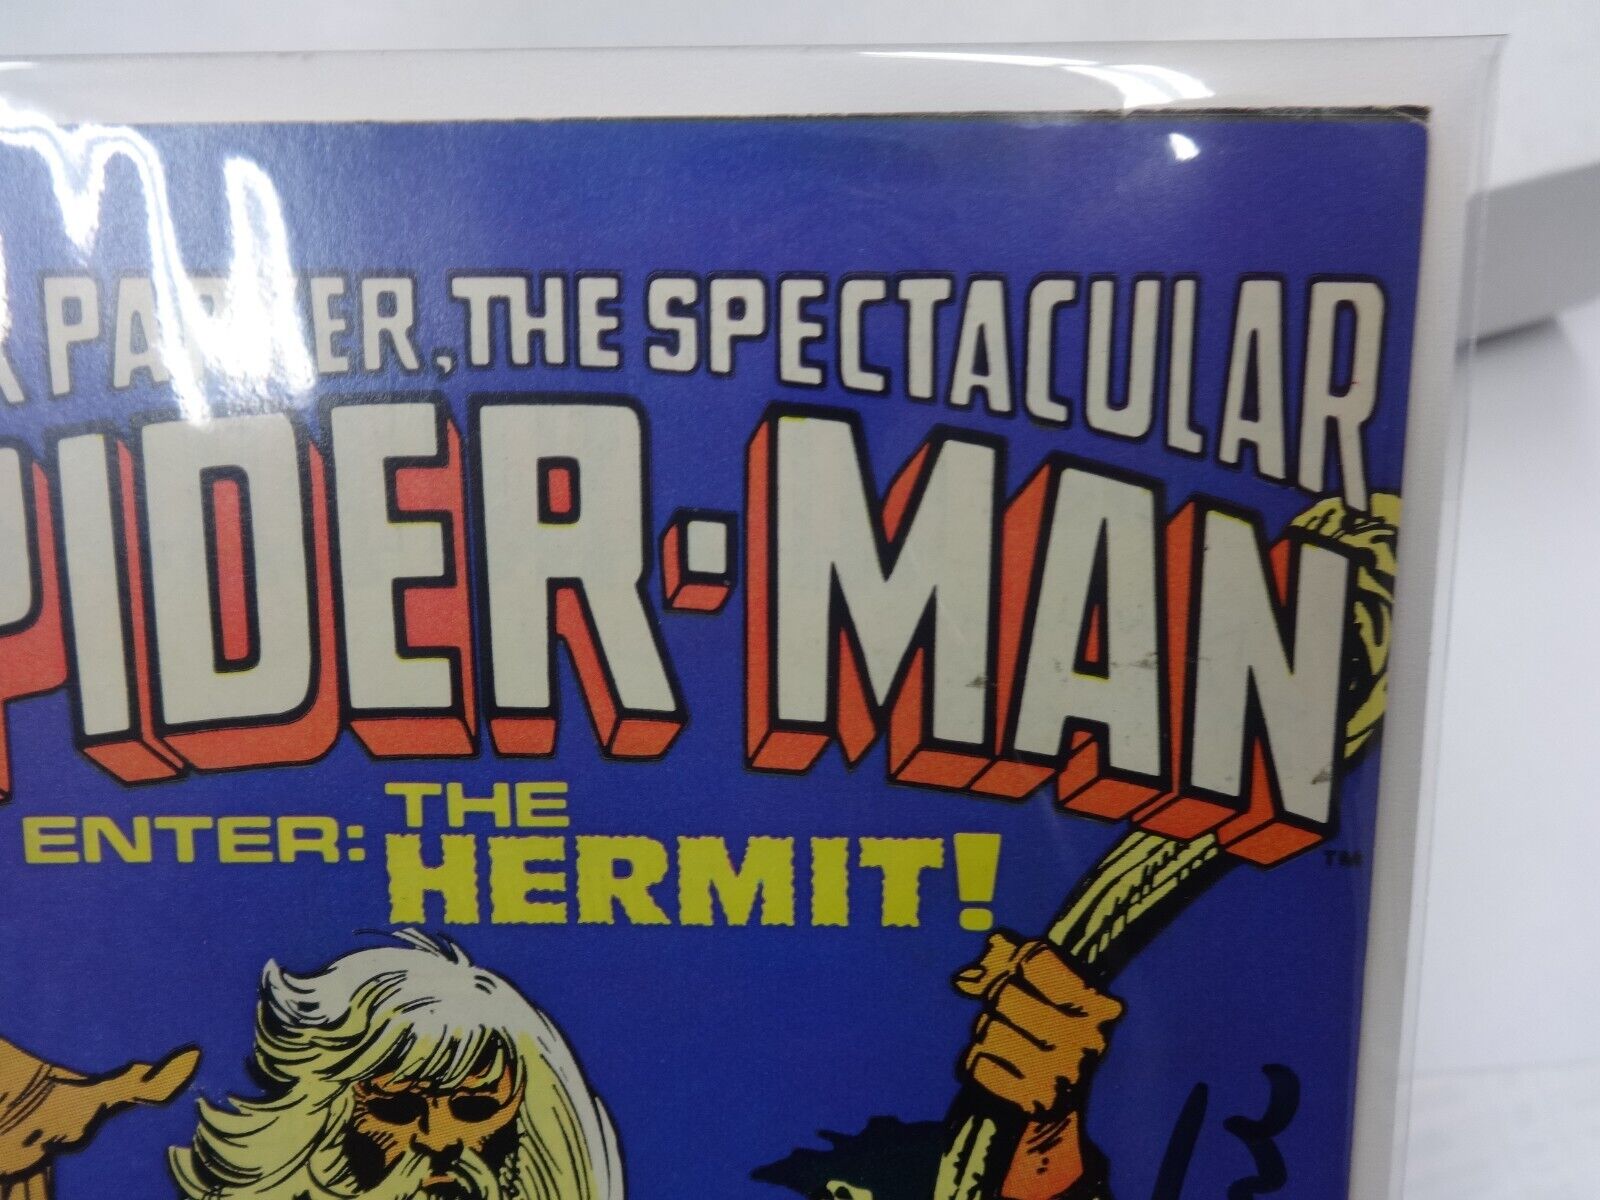 R PARKER, THE SPECTACULAR
PIDER-MAN
TM
ENTER: THE
HERMIT!